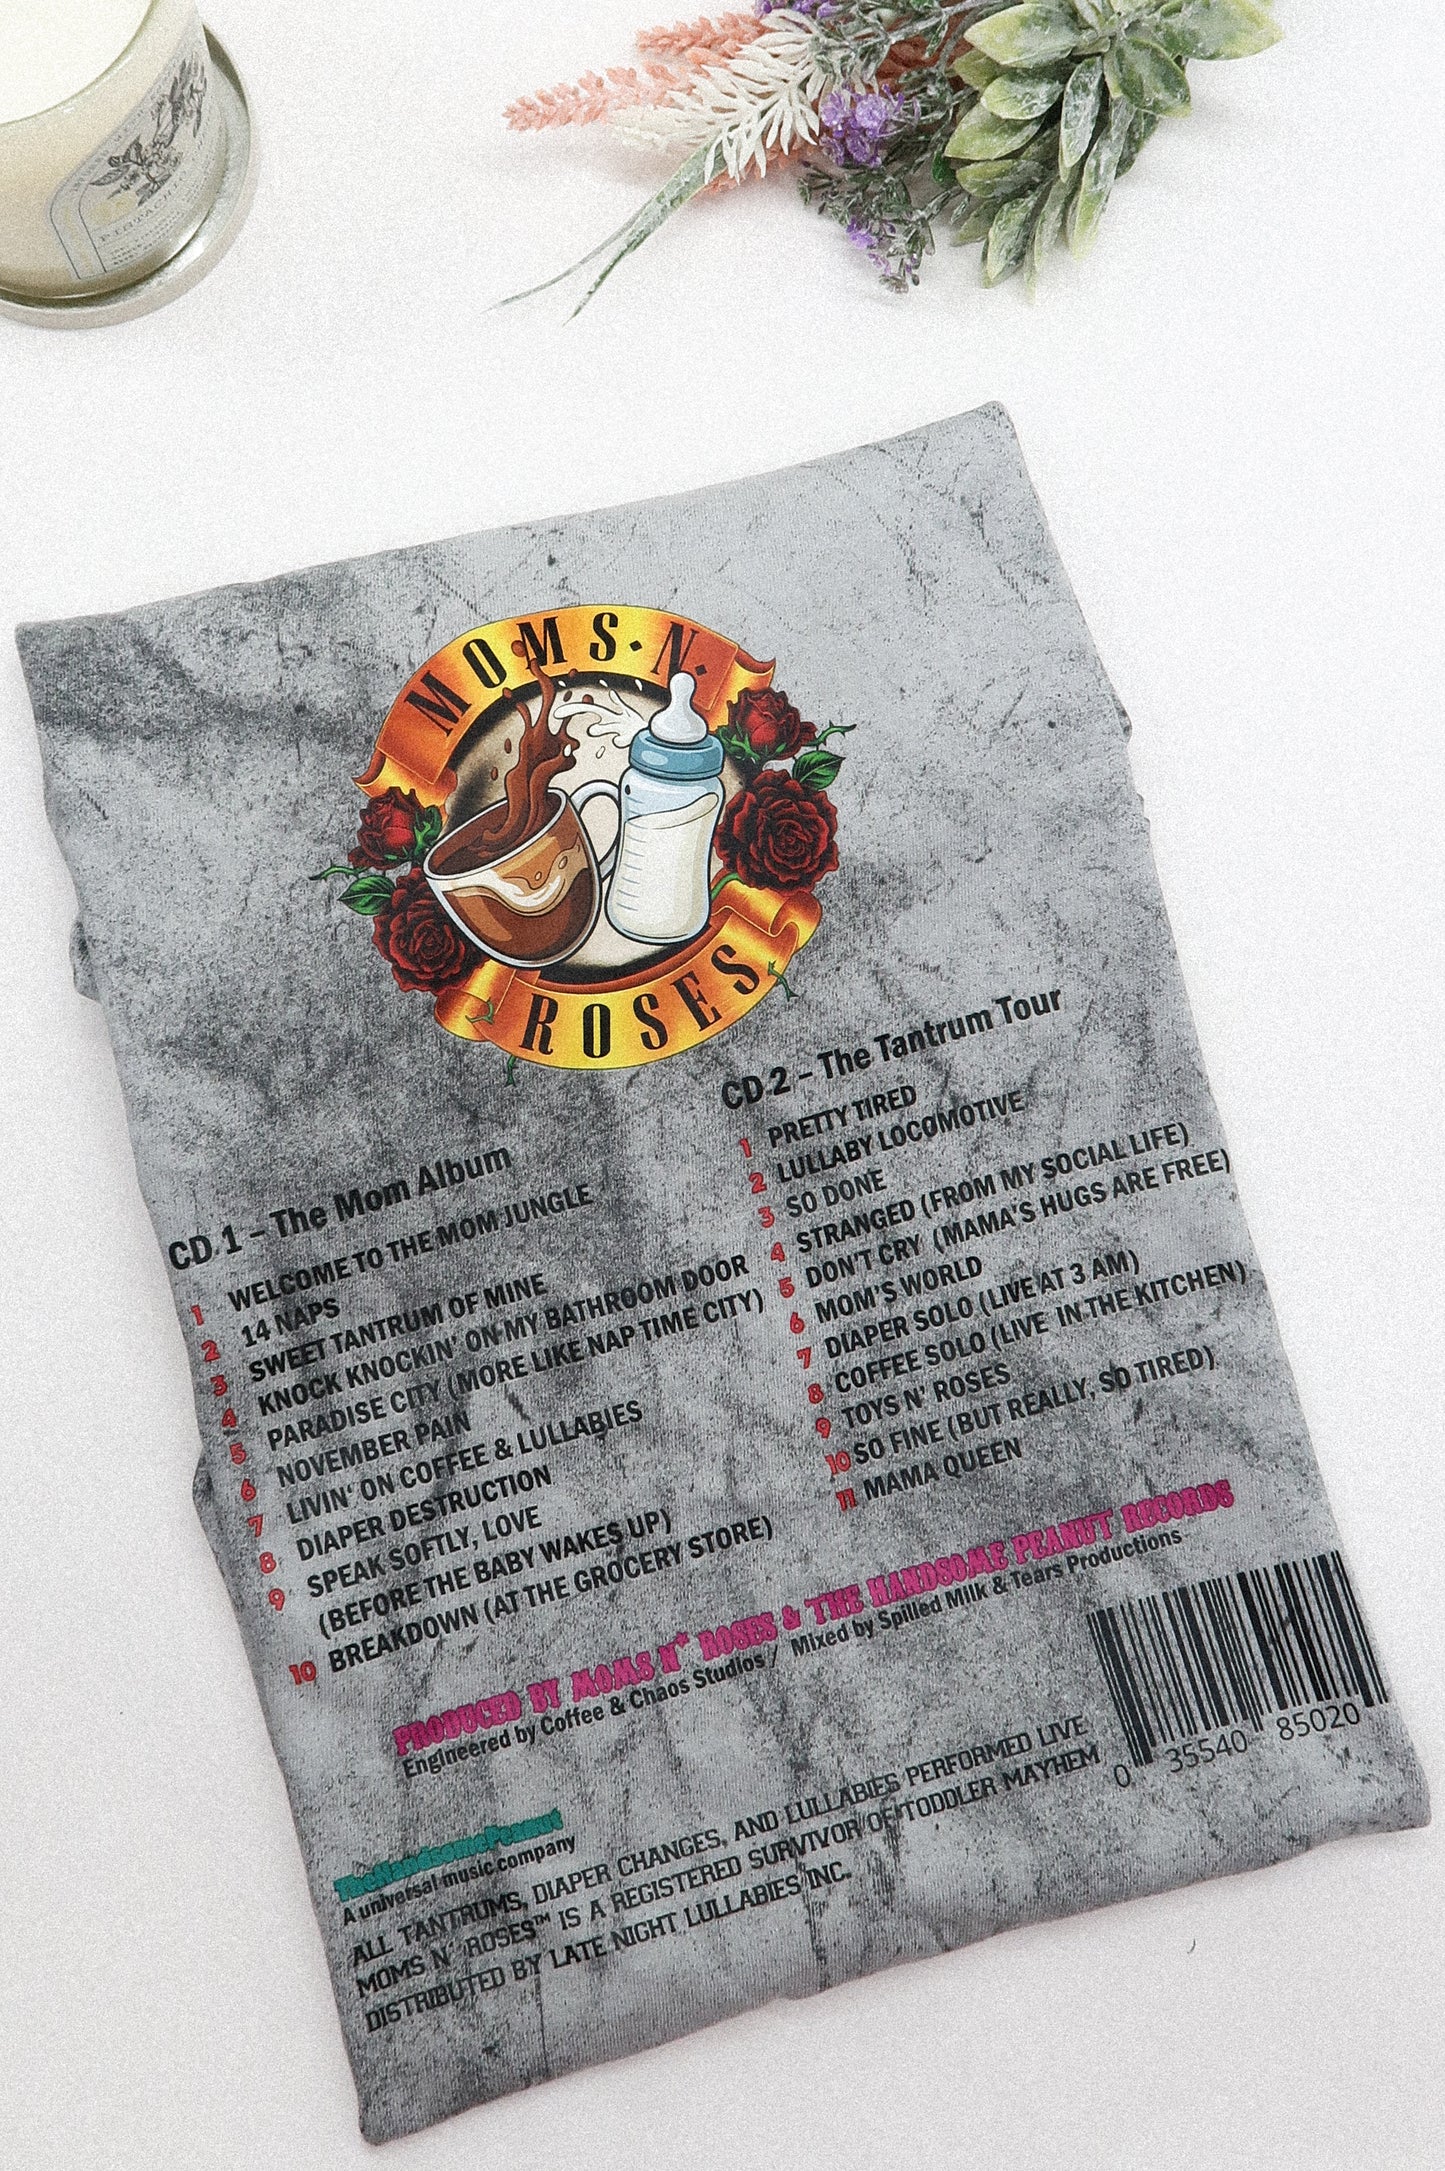 PISTACHIO
MOMS·N·
ROSES
CD 1 – The Mom Album
1 WELCOME TO THE MOM JUNGLE
2 14 NAPS
3 SWEET TANTRUM OF MINE
4 KNOCK KNOCKIN' ON MY BATHROOM DOOR
5 PARADISE CITY (MORE LIKE NAP TIME CITY)
6 NOVEMBER PAIN
7 LIVIN' ON COFFEE & LULLABIES
8 DIAPER DESTRUCTION
9 SPEAK SOFTLY, LOVE
(BEFORE THE BABY WAKES UP)
10 BREAKDOWN (AT THE GROCERY STORE)
CD 2 – The Tantrum Tour
1 PRETTY TIRED
2 LULLABY LOCOMOTIVE
3 SO DONE
4 STRANGED (FROM MY SOCIAL LIFE)
5 DON'T CRY (MAMA'S HUGS ARE FREE)
6 MOM'S WORLD
7 DIAPER SOLO (LIVE AT 3 AM)
8 COFFEE SOLO (LIVE IN THE KITCHEN)
9 TOYS N' ROSES
10 SO FINE (BUT REALLY, SO TIRED)
11 MAMA QUEEN
PRODUCED BY MOMS N* ROSES & THE HANDSOME PEANUT RECORDS
Engineered by Coffee & Chaos Studios / Mixed by Spilled Milk & Tears Productions
0 35540 85020
TheHandsomePeanut
A universal music company
ALL TANTRUMS, DIAPER CHANGES, AND LULLABIES PERFORMED LIVE
MOMS N' ROSES™ IS A REGISTERED SURVIVOR OF TODDLER MAYHEM
DISTRIBUTED BY LATE NIGHT LULLABIES INC.